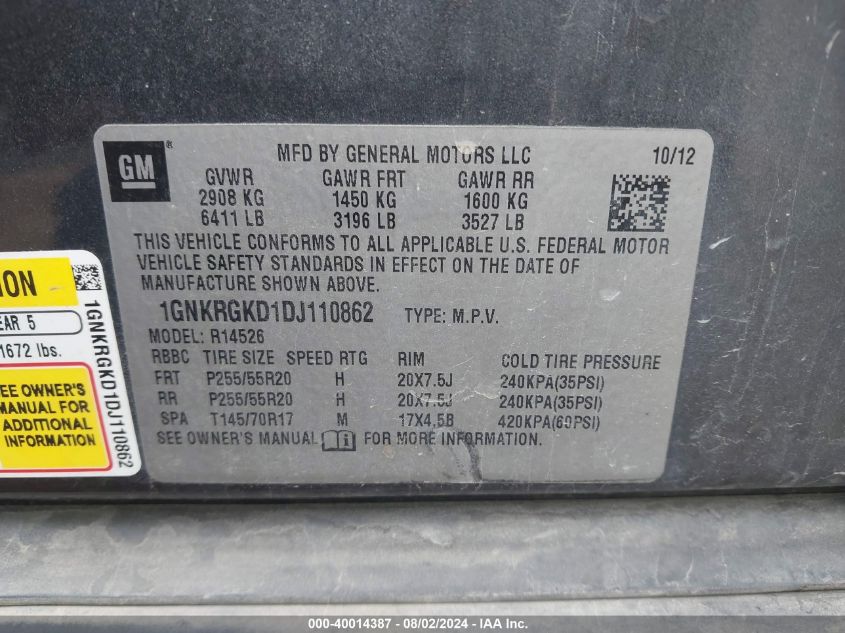 GM
MFD BY GENERAL MOTORS LLC 10/12
GVWR GAWR FRT GAWR RR
2908 KG 1450 KG 1600 KG
6411 LB 3196 LB 3527 LB
THIS VEHICLE CONFORMS TO ALL APPLICABLE U.S. FEDERAL MOTOR
VEHICLE SAFETY STANDARDS IN EFFECT ON THE DATE OF
MANUFACTURE SHOWN ABOVE.
1GNKRGKD1DJ110862 TYPE: M.P.V.
MODEL: R14526
RBBC TIRE SIZE SPEED RTG RIM COLD TIRE PRESSURE
FRT P255/55R20 H 20X7.5J 240KPA(35PSI)
RR P255/55R20 H 20X7.5J 240KPA(35PSI)
SPA T145/70R17 M 17X4.5B 420KPA(60PSI)
SEE OWNER'S MANUAL FOR MORE INFORMATION.
ION
EAR 5
1672 lbs.
EE OWNER'S
MANUAL FOR
ADDITIONAL
INFORMATION
1GNKRGKD1DJ110862
000-40014387 - 08/02/2024 - IAA Inc.